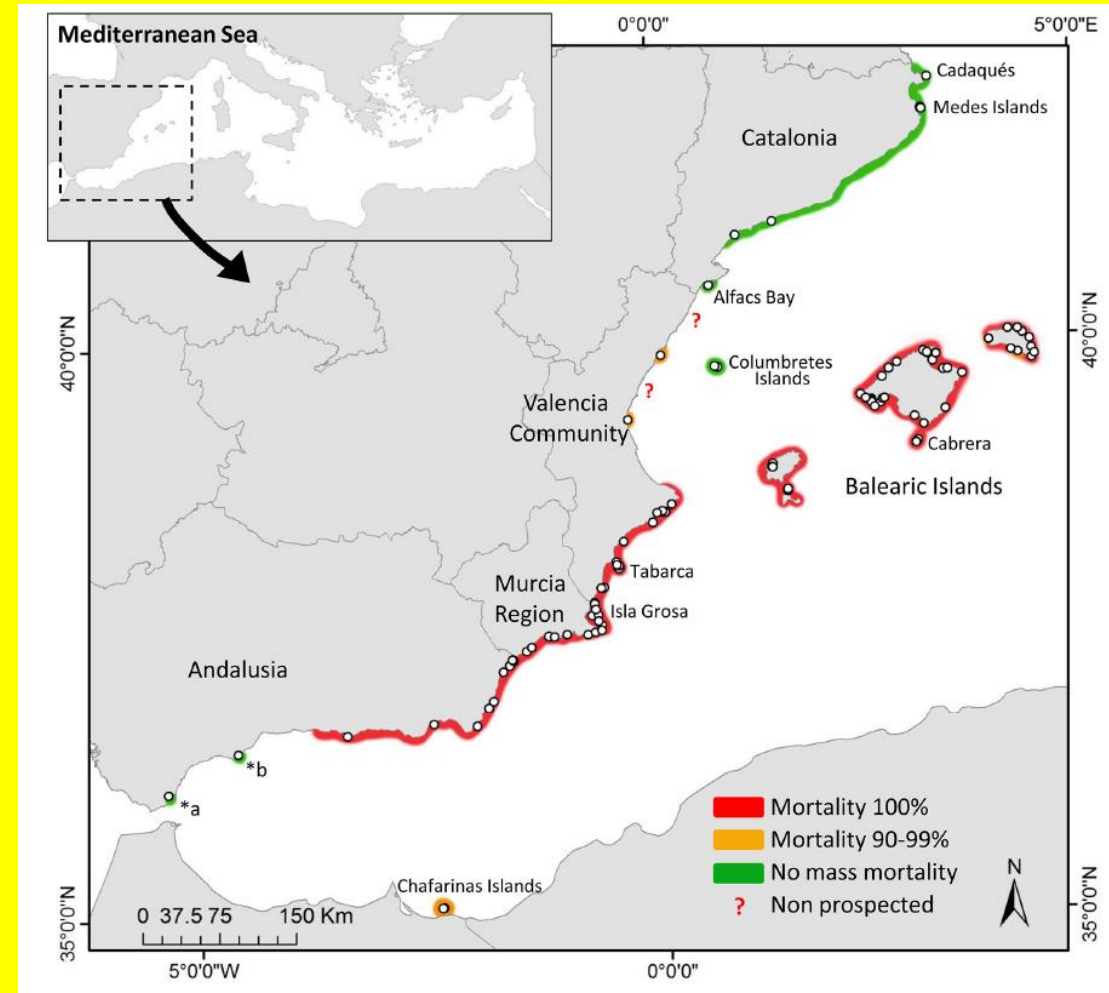 Mediterranean Sea
0°0'0"
5°0'0"E
Cadaqués
Medes Islands
Catalonia
Alfacs Bay
?
40°0'0"N
40°0'0"N
Columbretes
Islands
?
Valencia
Community
Cabrera
Balearic Islands
Tabarca
Murcia
Region
Isla Grosa
Andalusia
*b
*a
Mortality 100%
Mortality 90-99%
No mass mortality
? Non prospected
N
Chafarinas Islands
0 37.5 75 150 Km
35°0'0"N
35°0'0"N
5°0'0"W
0°0'0"